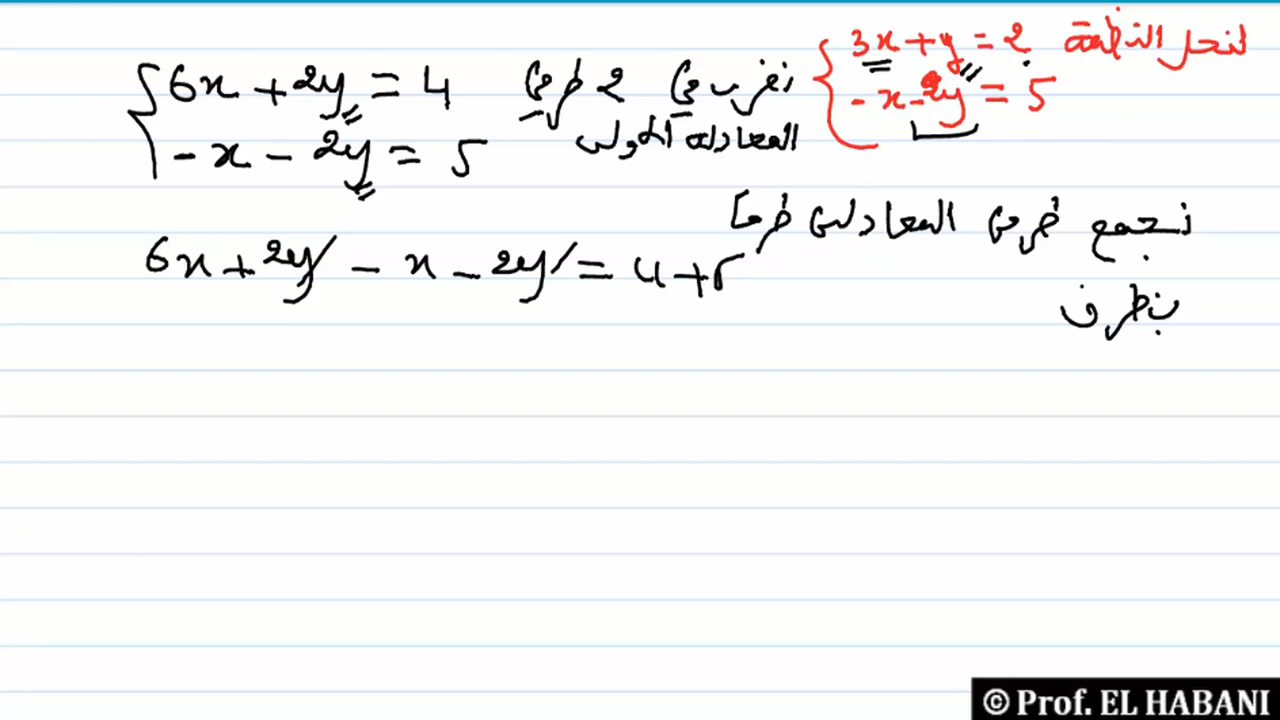 لنحل النظمة
3x + y = 2
- x - 2y = 5
نضرب في 2 طرفي
المعادلة الأولى
6x + 2y = 4
- x - 2y = 5
نجمع طرفي المعادلتين طرفا
بطرف
6x + 2y - x - 2y = 4 + 5
© Prof. EL HABANI